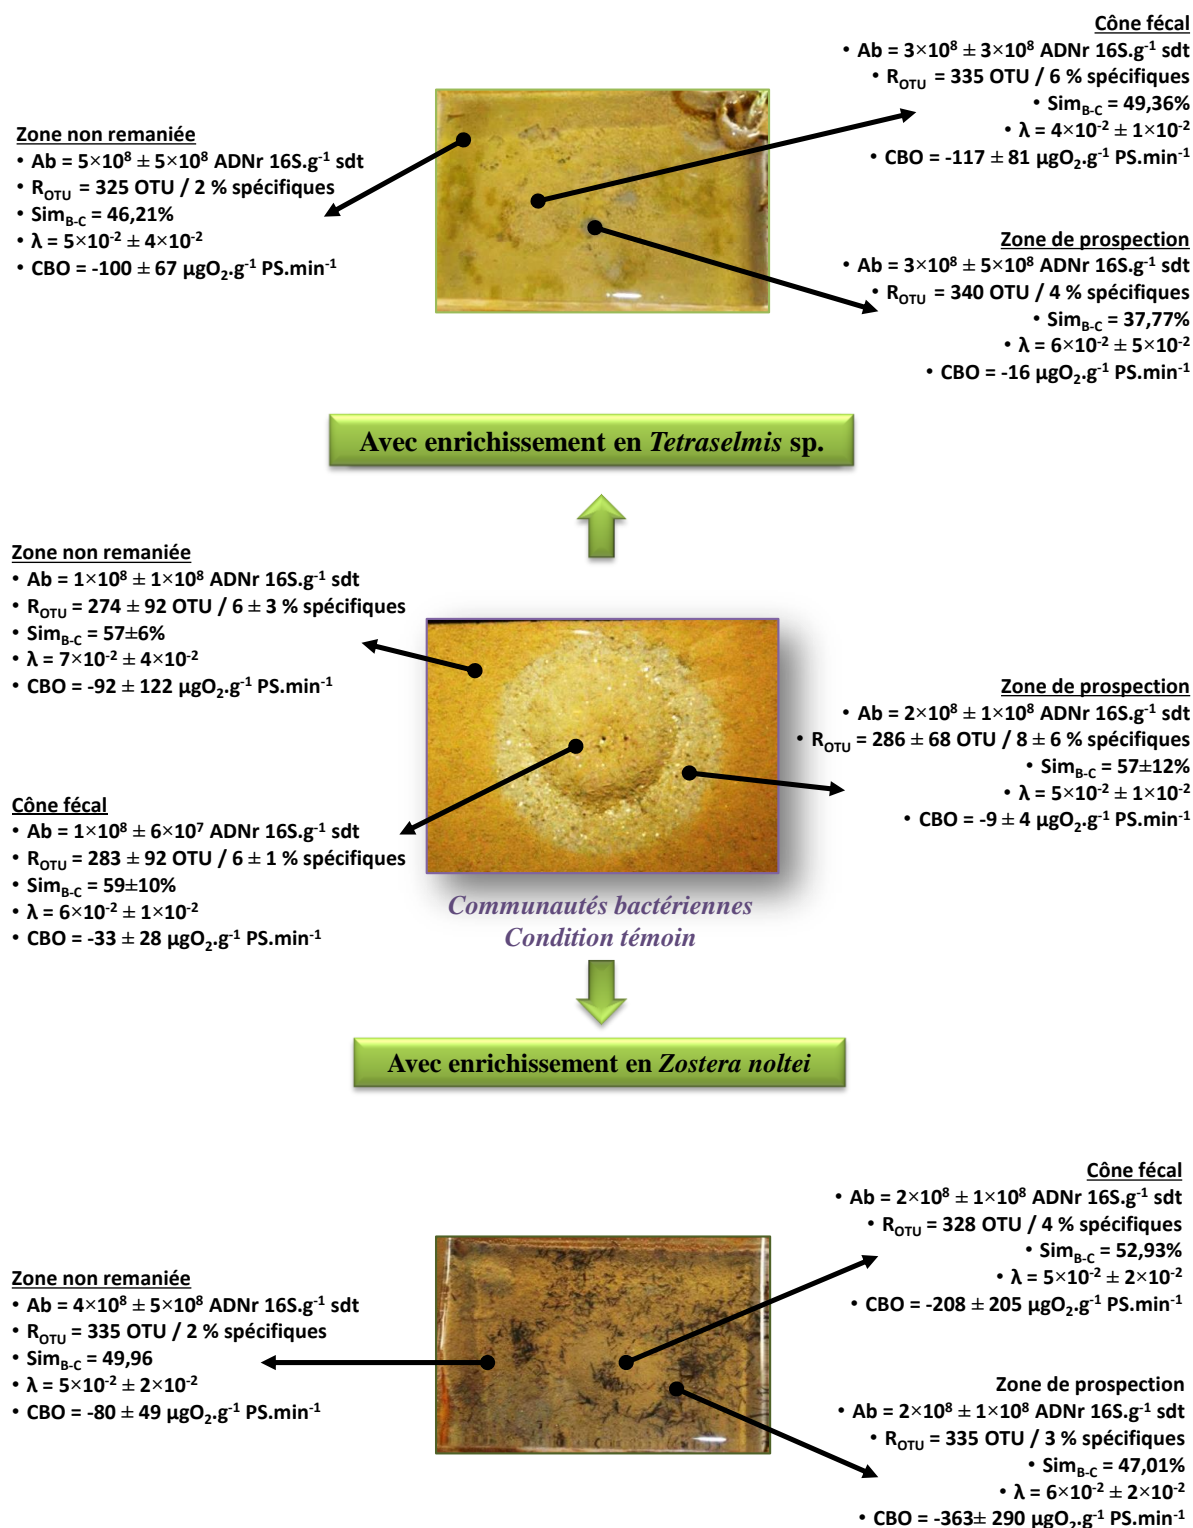 Cône fécal
• Ab = 3×10⁸ ± 3×10⁸ ADNr 16S.g⁻¹ sdt
• R_OTU = 335 OTU / 6 % spécifiques
• Sim_B-C = 49,36%
• λ = 4×10⁻² ± 1×10⁻²
• CBO = -117 ± 81 µgO₂.g⁻¹ PS.min⁻¹
Zone non remaniée
• Ab = 5×10⁸ ± 5×10⁸ ADNr 16S.g⁻¹ sdt
• R_OTU = 325 OTU / 2 % spécifiques
• Sim_B-C = 46,21%
• λ = 5×10⁻² ± 4×10⁻²
• CBO = -100 ± 67 µgO₂.g⁻¹ PS.min⁻¹
Zone de prospection
• Ab = 3×10⁸ ± 5×10⁸ ADNr 16S.g⁻¹ sdt
• R_OTU = 340 OTU / 4 % spécifiques
• Sim_B-C = 37,77%
• λ = 6×10⁻² ± 5×10⁻²
• CBO = -16 µgO₂.g⁻¹ PS.min⁻¹
Avec enrichissement en Tetraselmis sp.
Zone non remaniée
• Ab = 1×10⁸ ± 1×10⁸ ADNr 16S.g⁻¹ sdt
• R_OTU = 274 ± 92 OTU / 6 ± 3 % spécifiques
• Sim_B-C = 57±6%
• λ = 7×10⁻² ± 4×10⁻²
• CBO = -92 ± 122 µgO₂.g⁻¹ PS.min⁻¹
Zone de prospection
• Ab = 2×10⁸ ± 1×10⁸ ADNr 16S.g⁻¹ sdt
• R_OTU = 286 ± 68 OTU / 8 ± 6 % spécifiques
• Sim_B-C = 57±12%
• λ = 5×10⁻² ± 1×10⁻²
• CBO = -9 ± 4 µgO₂.g⁻¹ PS.min⁻¹
Cône fécal
• Ab = 1×10⁸ ± 6×10⁷ ADNr 16S.g⁻¹ sdt
• R_OTU = 283 ± 92 OTU / 6 ± 1 % spécifiques
• Sim_B-C = 59±10%
• λ = 6×10⁻² ± 1×10⁻²
• CBO = -33 ± 28 µgO₂.g⁻¹ PS.min⁻¹
Communautés bactériennes
Condition témoin
Avec enrichissement en Zostera noltei
Cône fécal
• Ab = 2×10⁸ ± 1×10⁸ ADNr 16S.g⁻¹ sdt
• R_OTU = 328 OTU / 4 % spécifiques
• Sim_B-C = 52,93%
• λ = 5×10⁻² ± 2×10⁻²
• CBO = -208 ± 205 µgO₂.g⁻¹ PS.min⁻¹
Zone non remaniée
• Ab = 4×10⁸ ± 5×10⁸ ADNr 16S.g⁻¹ sdt
• R_OTU = 335 OTU / 2 % spécifiques
• Sim_B-C = 49,96
• λ = 5×10⁻² ± 2×10⁻²
• CBO = -80 ± 49 µgO₂.g⁻¹ PS.min⁻¹
Zone de prospection
• Ab = 2×10⁸ ± 1×10⁸ ADNr 16S.g⁻¹ sdt
• R_OTU = 335 OTU / 3 % spécifiques
• Sim_B-C = 47,01%
• λ = 6×10⁻² ± 2×10⁻²
• CBO = -363± 290 µgO₂.g⁻¹ PS.min⁻¹